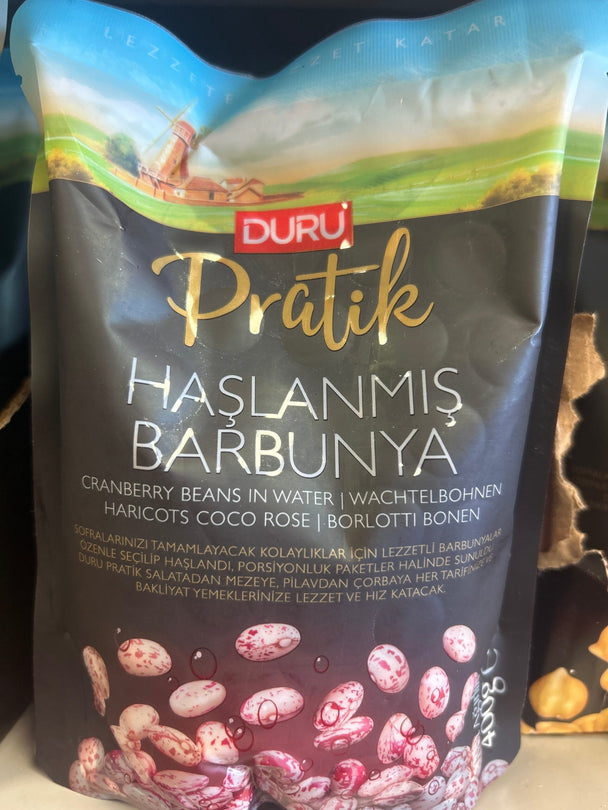 LEZZETE LEZZET KATAR
DURU
Pratik
HAŞLANMIŞ
BARBUNYA
CRANBERRY BEANS IN WATER | WACHTELBOHNEN
HARICOTS COCO ROSE | BORLOTTI BONEN
SOFRALARINIZI TAMAMLAYACAK KOLAYLIKLAR İÇİN LEZZETLİ BARBUNYALAR
ÖZENLE SEÇİLİP HAŞLANDI, PORSİYONLUK PAKETLER HALİNDE SUNULDU.
DURU PRATİK SALATADAN MEZEYE, PİLAVDAN ÇORBAYA HER TARİFİNİZE VE
BAKLİYAT YEMEKLERİNİZE LEZZET VE HIZ KATACAK.
400g e